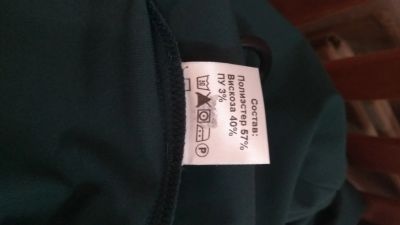 Состав:
Полиэстер 57%
Вискоза 40%
ПУ 3%
P